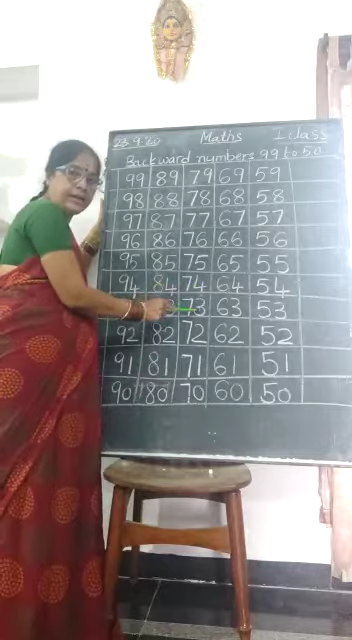 23.9.20 Maths I class
Backward numbers 99 to 50
99 89 79 69 59
98 88 78 68 58
97 87 77 67 57
96 86 76 66 56
95 85 75 65 55
94 84 74 64 54
73 63 53
92 82 72 62 52
91 81 71 61 51
90 80 70 60 50